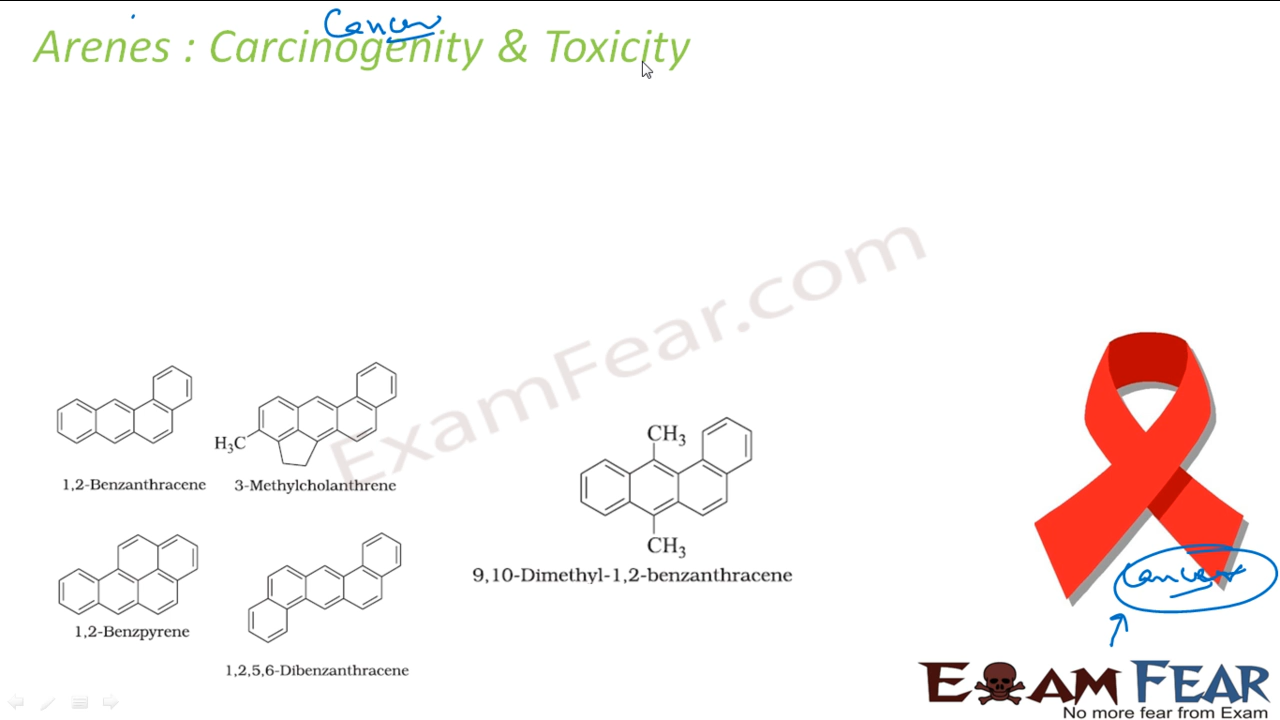 Cancer
Arenes : Carcinogenity & Toxicity
ExamFear.com
H₃C
1,2-Benzanthracene
3-Methylcholanthrene
CH₃
CH₃
9,10-Dimethyl-1,2-benzanthracene
1,2-Benzpyrene
1,2,5,6-Dibenzanthracene
Cancer
EXAM FEAR
No more fear from Exam